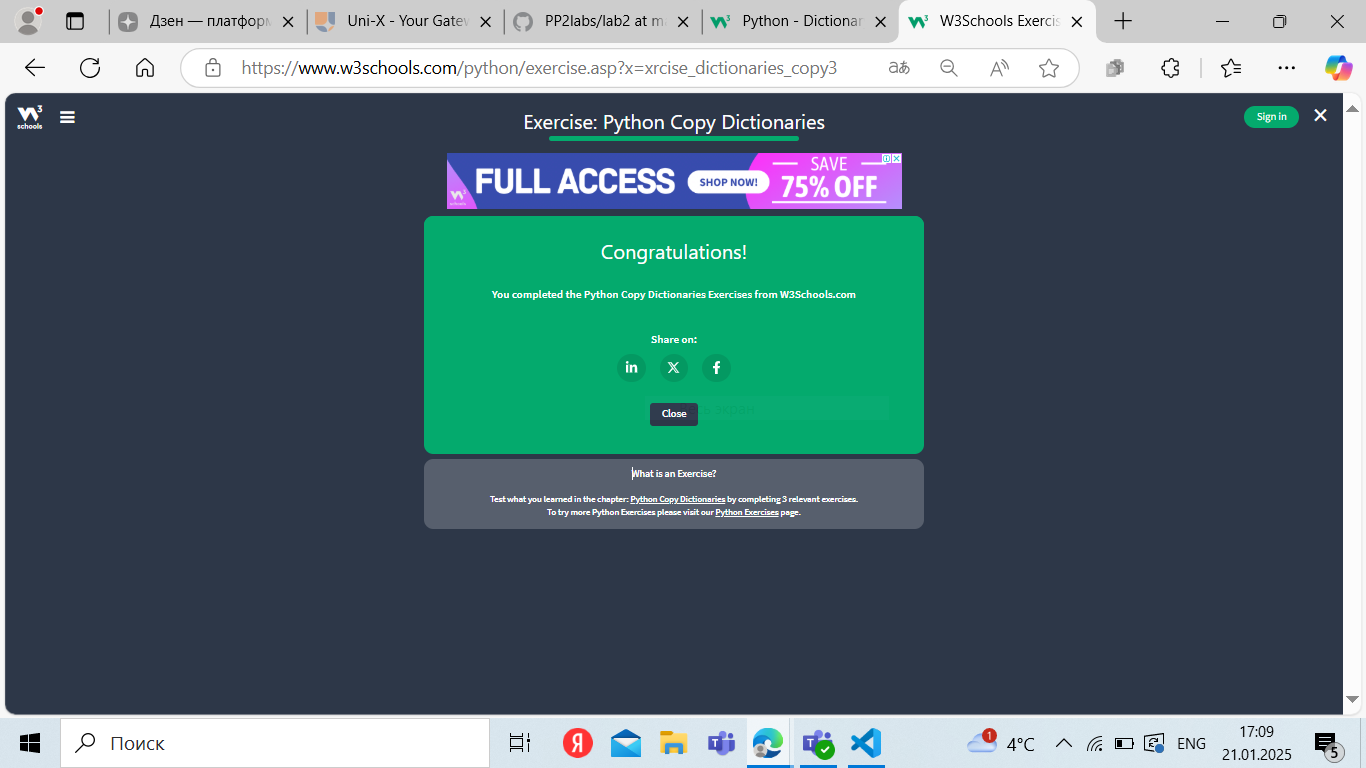 Дзен — платформ
Uni-X - Your Gatew
PP2labs/lab2 at ma
Python - Dictionar
W3Schools Exercis
https://www.w3schools.com/python/exercise.asp?x=xrcise_dictionaries_copy3
schools
Exercise: Python Copy Dictionaries
Sign in
FULL ACCESS
SHOP NOW!
SAVE
75% OFF
schools
Congratulations!
You completed the Python Copy Dictionaries Exercises from W3Schools.com
Share on:
Close
What is an Exercise?
Test what you learned in the chapter: Python Copy Dictionaries by completing 3 relevant exercises.
To try more Python Exercises please visit our Python Exercises page.
Поиск
Я
1
4°C
ENG
17:09
21.01.2025
5